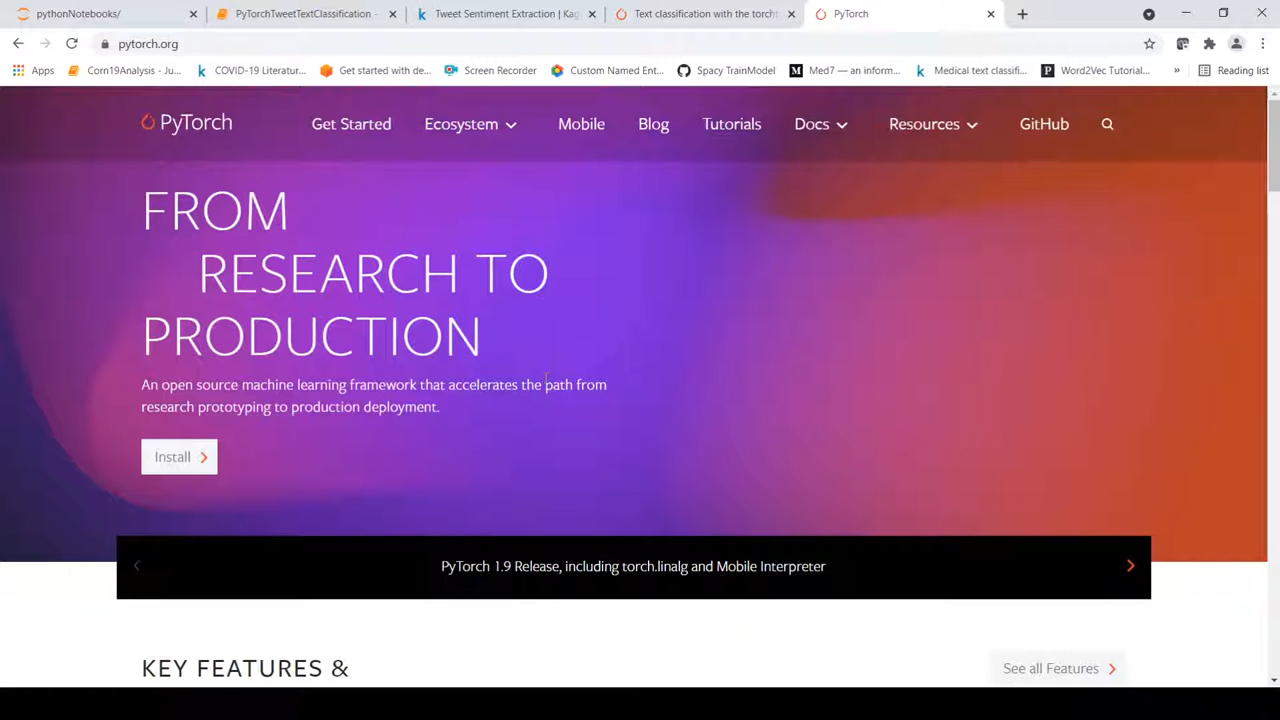 pythonNotebooks/
PyTorchTweetTextClassification -
Tweet Sentiment Extraction | Kag
Text classification with the torcht
PyTorch
pytorch.org
Apps
Corn19Analysis - Ju...
COVID-19 Literatur...
Get started with de...
Screen Recorder
Custom Named Ent...
Spacy TrainModel
Med7 — an inform...
Medical text classifi...
Word2Vec Tutorial...
»
Reading list
PyTorch
Get Started
Ecosystem
Mobile
Blog
Tutorials
Docs
Resources
GitHub
FROM
RESEARCH TO
PRODUCTION
An open source machine learning framework that accelerates the path from
research prototyping to production deployment.
Install
PyTorch 1.9 Release, including torch.linalg and Mobile Interpreter
KEY FEATURES &
See all Features